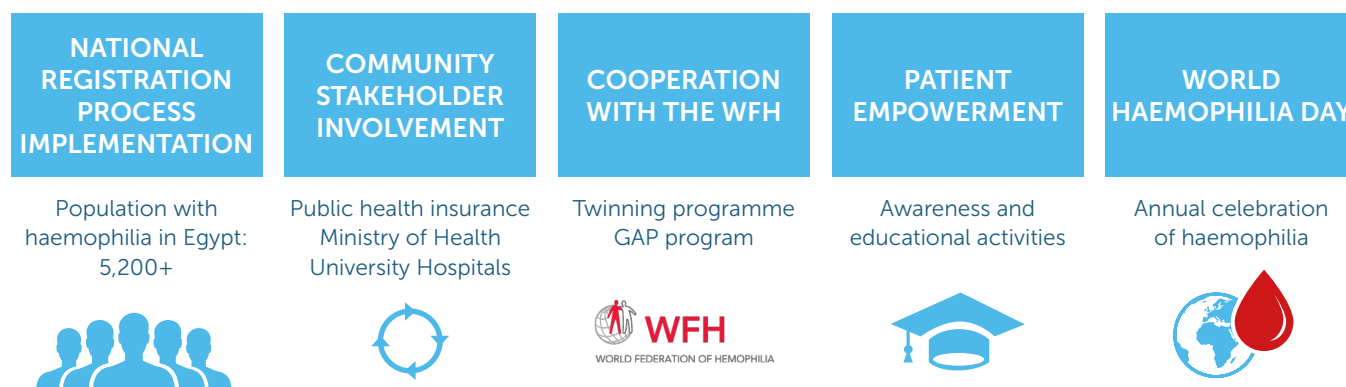 NATIONAL
REGISTRATION
PROCESS
IMPLEMENTATION
Population with
haemophilia in Egypt:
5,200+
COMMUNITY
STAKEHOLDER
INVOLVEMENT
Public health insurance
Ministry of Health
University Hospitals
COOPERATION
WITH THE WFH
Twinning programme
GAP program
WFH
WORLD FEDERATION OF HEMOPHILIA
PATIENT
EMPOWERMENT
Awareness and
educational activities
WORLD
HAEMOPHILIA DAY
Annual celebration
of haemophilia